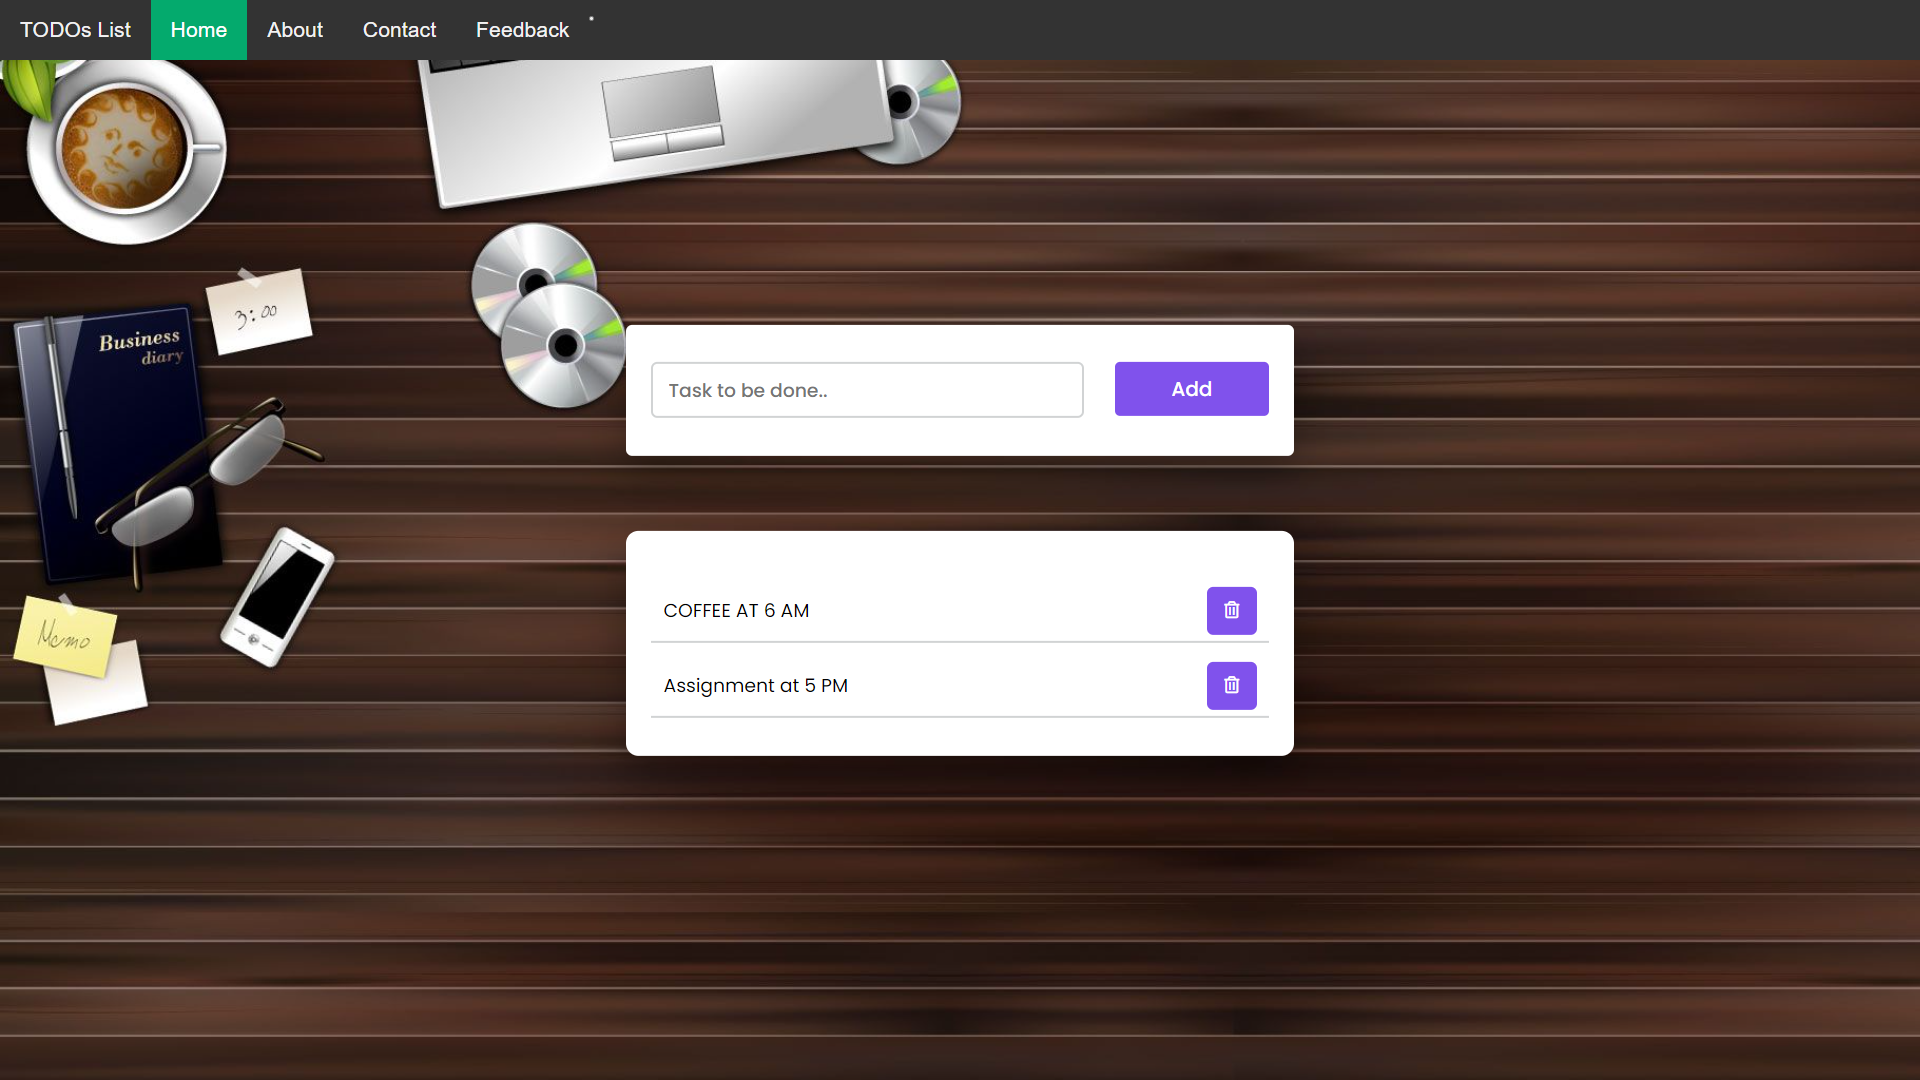 TODOs List Home About Contact Feedback
3:00
Business
diary
Task to be done.. Add
COFFEE AT 6 AM
Memo
Assignment at 5 PM